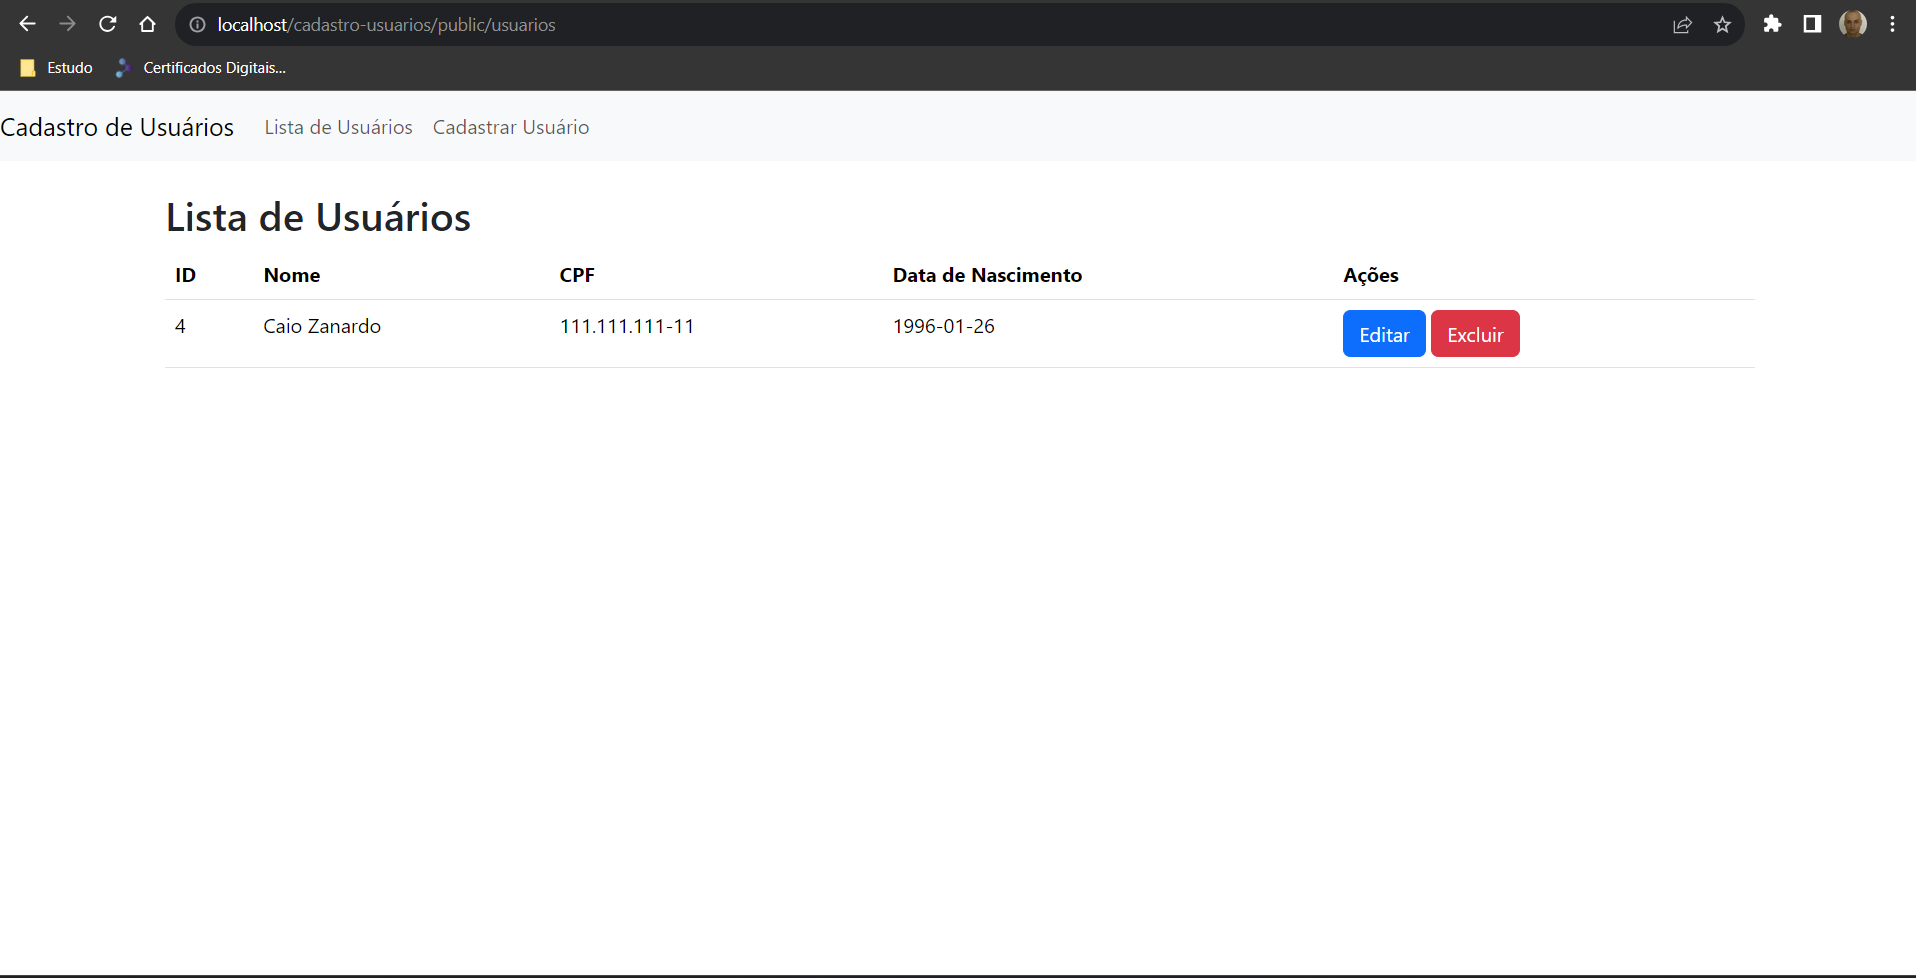 localhost/cadastro-usuarios/public/usuarios
Estudo Certificados Digitais...
Cadastro de Usuários Lista de Usuários Cadastrar Usuário
Lista de Usuários
ID Nome CPF Data de Nascimento Ações
4 Caio Zanardo 111.111.111-11 1996-01-26 Editar Excluir